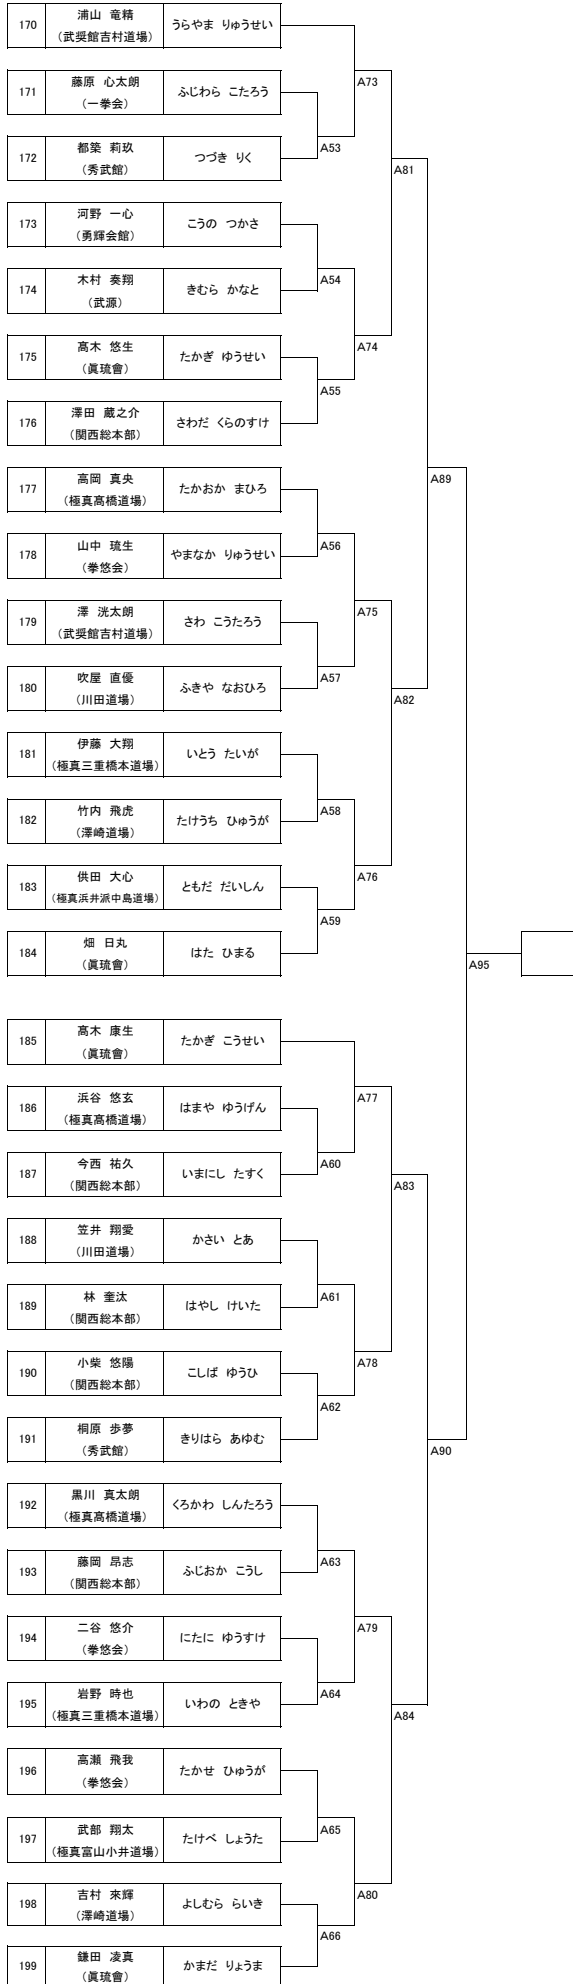 170 浦山 竜精 うらやま りゅうせい
(武奨館吉村道場)
A73
171 藤原 心太朗 ふじわら こたろう
(一拳会)
A53
172 都築 莉玖 つづき りく
(秀武館)
A81
173 河野 一心 こうの つかさ
(勇輝会館)
A54
174 木村 奏翔 きむら かなと
(武源)
A74
175 髙木 悠生 たかぎ ゆうせい
(眞琉會)
A55
176 澤田 蔵之介 さわだ くらのすけ
(関西総本部)
A89
177 高岡 真央 たかおか まひろ
(極真髙橋道場)
A56
178 山中 琉生 やまなか りゅうせい
(拳悠会)
A75
179 澤 洸太朗 さわ こうたろう
(武奨館吉村道場)
A57
180 吹屋 直優 ふきや なおひろ
(川田道場)
A82
181 伊藤 大翔 いとう たいが
(極真三重橋本道場)
A58
182 竹内 飛虎 たけうち ひゅうが
(澤崎道場)
A76
183 供田 大心 ともだ だいしん
(極真浜井派中島道場)
A59
184 畑 日丸 はた ひまる
(眞琉會)
A95
185 髙木 康生 たかぎ こうせい
(眞琉會)
A77
186 浜谷 悠玄 はまや ゆうげん
(極真髙橋道場)
A60
187 今西 祐久 いまにし たすく
(関西総本部)
A83
188 笠井 翔愛 かさい とあ
(川田道場)
A61
189 林 奎汰 はやし けいた
(関西総本部)
A78
190 小柴 悠陽 こしば ゆうひ
(関西総本部)
A62
191 桐原 歩夢 きりはら あゆむ
(秀武館)
A90
192 黒川 真太朗 くろかわ しんたろう
(極真髙橋道場)
A63
193 藤岡 昂志 ふじおか こうし
(関西総本部)
A79
194 二谷 悠介 にたに ゆうすけ
(拳悠会)
A64
195 岩野 時也 いわの ときや
(極真三重橋本道場)
A84
196 高瀬 飛我 たかせ ひゅうが
(拳悠会)
A65
197 武部 翔太 たけべ しょうた
(極真富山小井道場)
A80
198 吉村 來輝 よしむら らいき
(澤崎道場)
A66
199 鎌田 凌真 かまだ りょうま
(眞琉會)